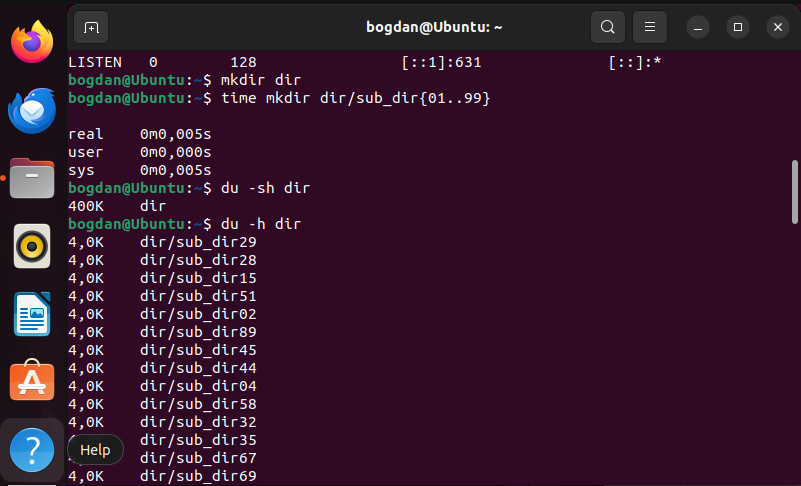 bogdan@Ubuntu: ~
LISTEN 0 128 [::1]:631 [::]:*
bogdan@Ubuntu:~$ mkdir dir
bogdan@Ubuntu:~$ time mkdir dir/sub_dir{01..99}
real 0m0,005s
user 0m0,000s
sys 0m0,005s
bogdan@Ubuntu:~$ du -sh dir
400K dir
bogdan@Ubuntu:~$ du -h dir
4,0K dir/sub_dir29
4,0K dir/sub_dir28
4,0K dir/sub_dir15
4,0K dir/sub_dir51
4,0K dir/sub_dir02
4,0K dir/sub_dir89
4,0K dir/sub_dir45
4,0K dir/sub_dir44
4,0K dir/sub_dir04
4,0K dir/sub_dir58
4,0K dir/sub_dir32
dir/sub_dir35
Help
dir/sub_dir67
4,0K dir/sub_dir69